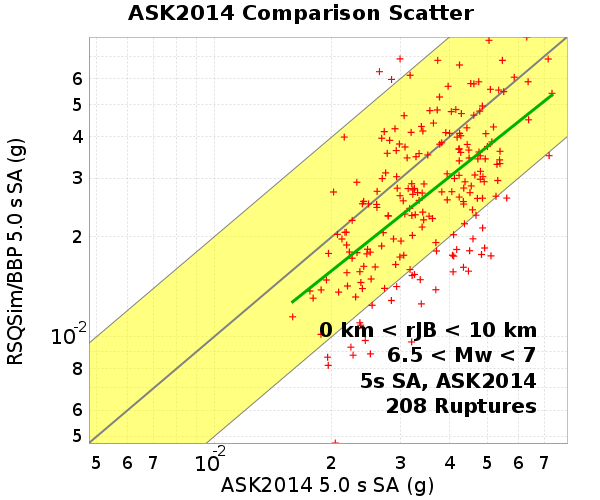 ASK2014 Comparison Scatter
RSQSim/BBP 5.0 s SA (g)
6
5
4
3
2
10-2
8
6
5
0 km < rJB < 10 km
6.5 < Mw < 7
5s SA, ASK2014
208 Ruptures
5 6 7 10-2 2 3 4 5 6 7
ASK2014 5.0 s SA (g)